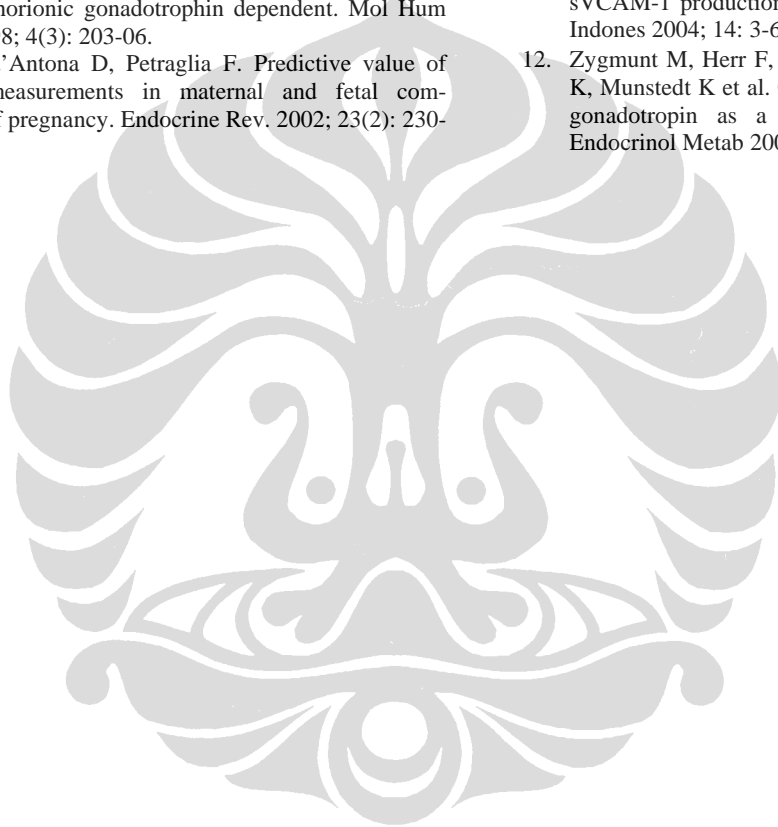 horionic gonadotrophin dependent. Mol Hum
8; 4(3): 203-06.
'Antona D, Petraglia F. Predictive value of
measurements in maternal and fetal com-
f pregnancy. Endocrine Rev. 2002; 23(2): 230-
sVCAM-1 production
Indones 2004; 14: 3-6
12. Zygmunt M, Herr F,
K, Munstedt K et al.
gonadotropin as a
Endocrinol Metab 200